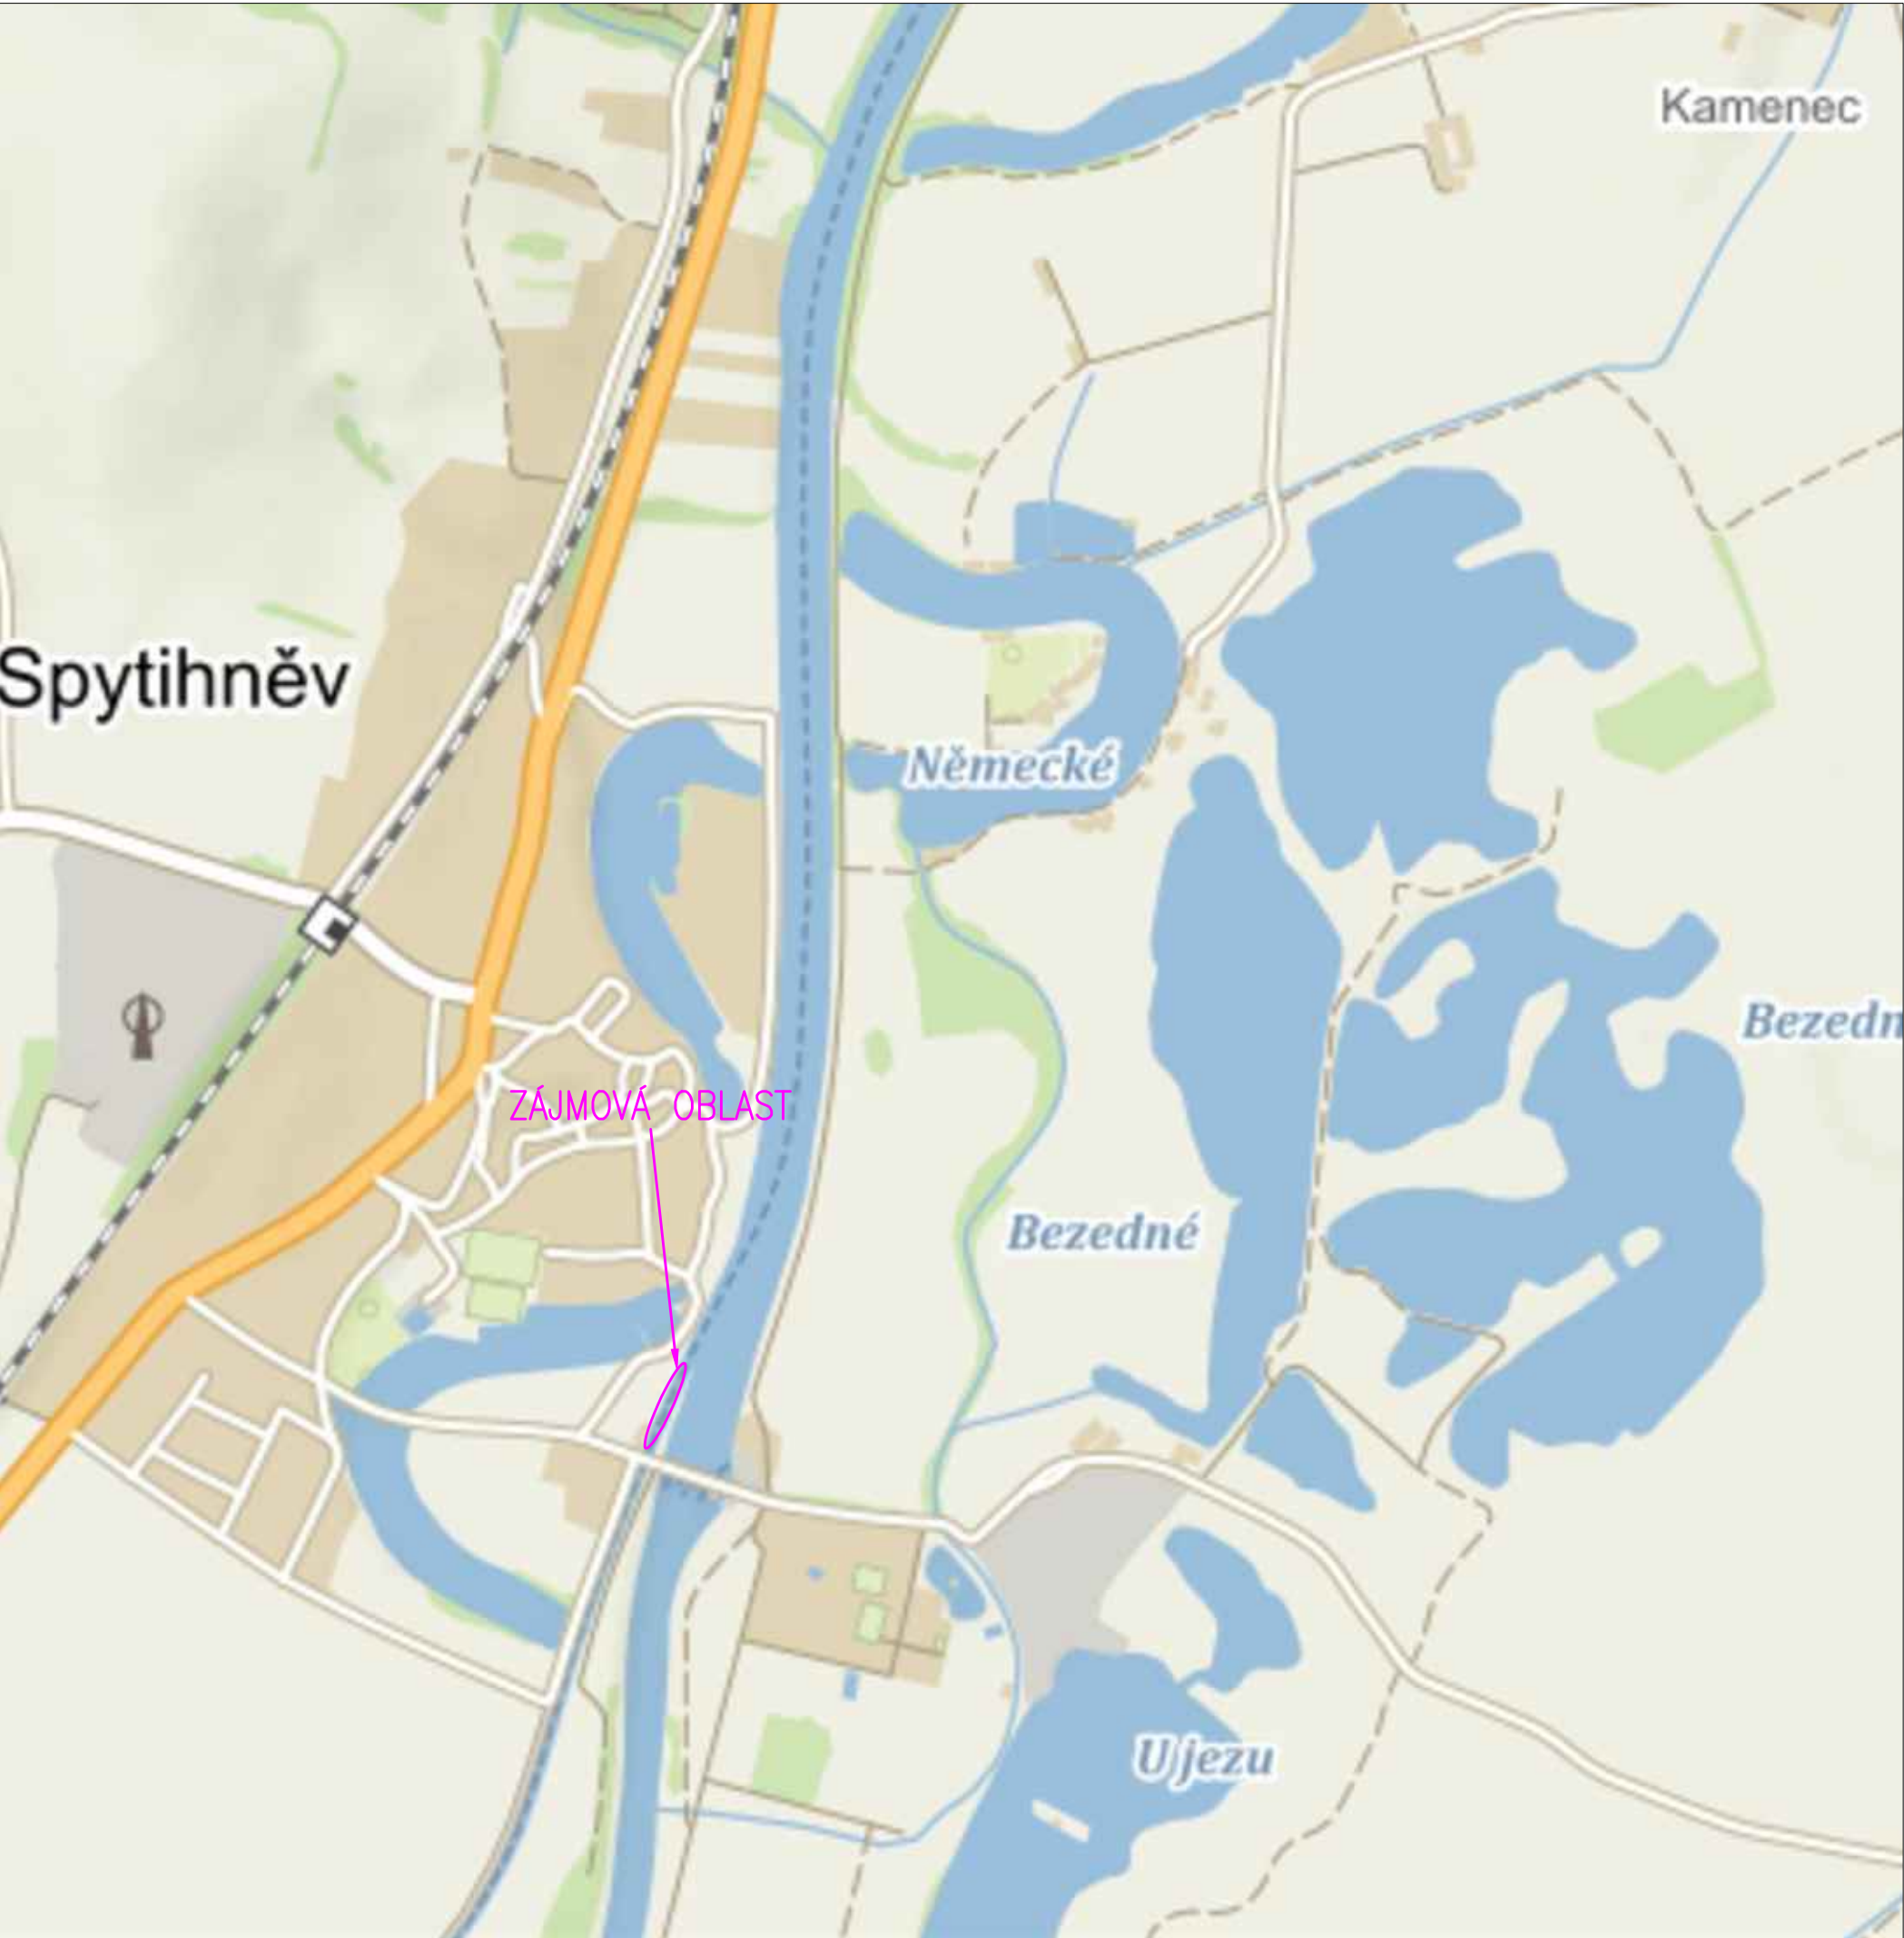 Kamenec
Spytihněv
Německé
Bezedn
ZÁJMOVÁ OBLAST
Bezedné
U jezu